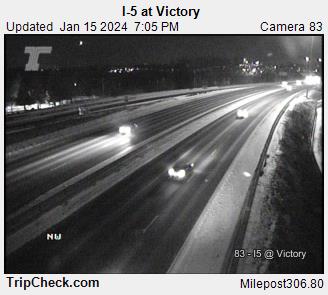 I-5 at Victory
Updated Jan 15 2024 7:05 PM Camera 83
T
NW
83 - I5 @ Victory
TripCheck.com Milepost306.80